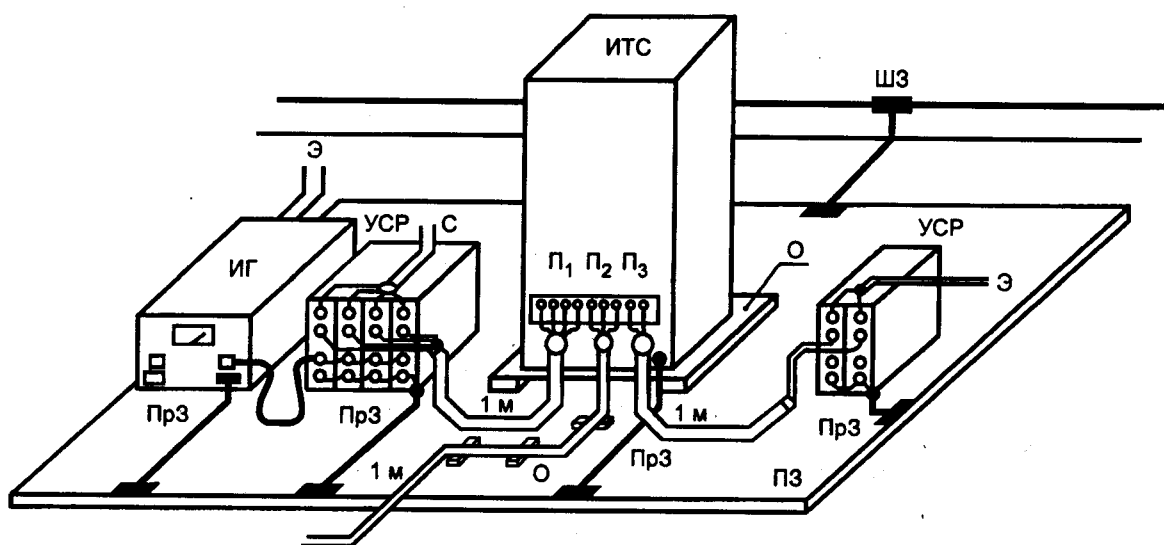 ИТС
ШЗ
Э
УСР
С
УСР
ИГ
П1 П2 П3
О
Э
ПрЗ
ПрЗ
1 м
1 м
ПрЗ
ПрЗ
1 м
О
ПЗ